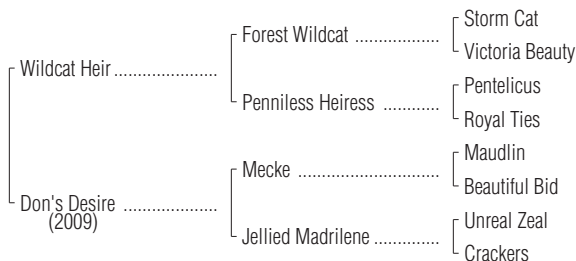 Storm Cat
Forest Wildcat ..................
Victoria Beauty
Wildcat Heir ......................
Pentelicus
Penniless Heiress ..............
Royal Ties
Maudlin
Mecke ..............................
Beautiful Bid
Don's Desire ....................
(2009)
Unreal Zeal
Jellied Madrilene ..............
Crackers